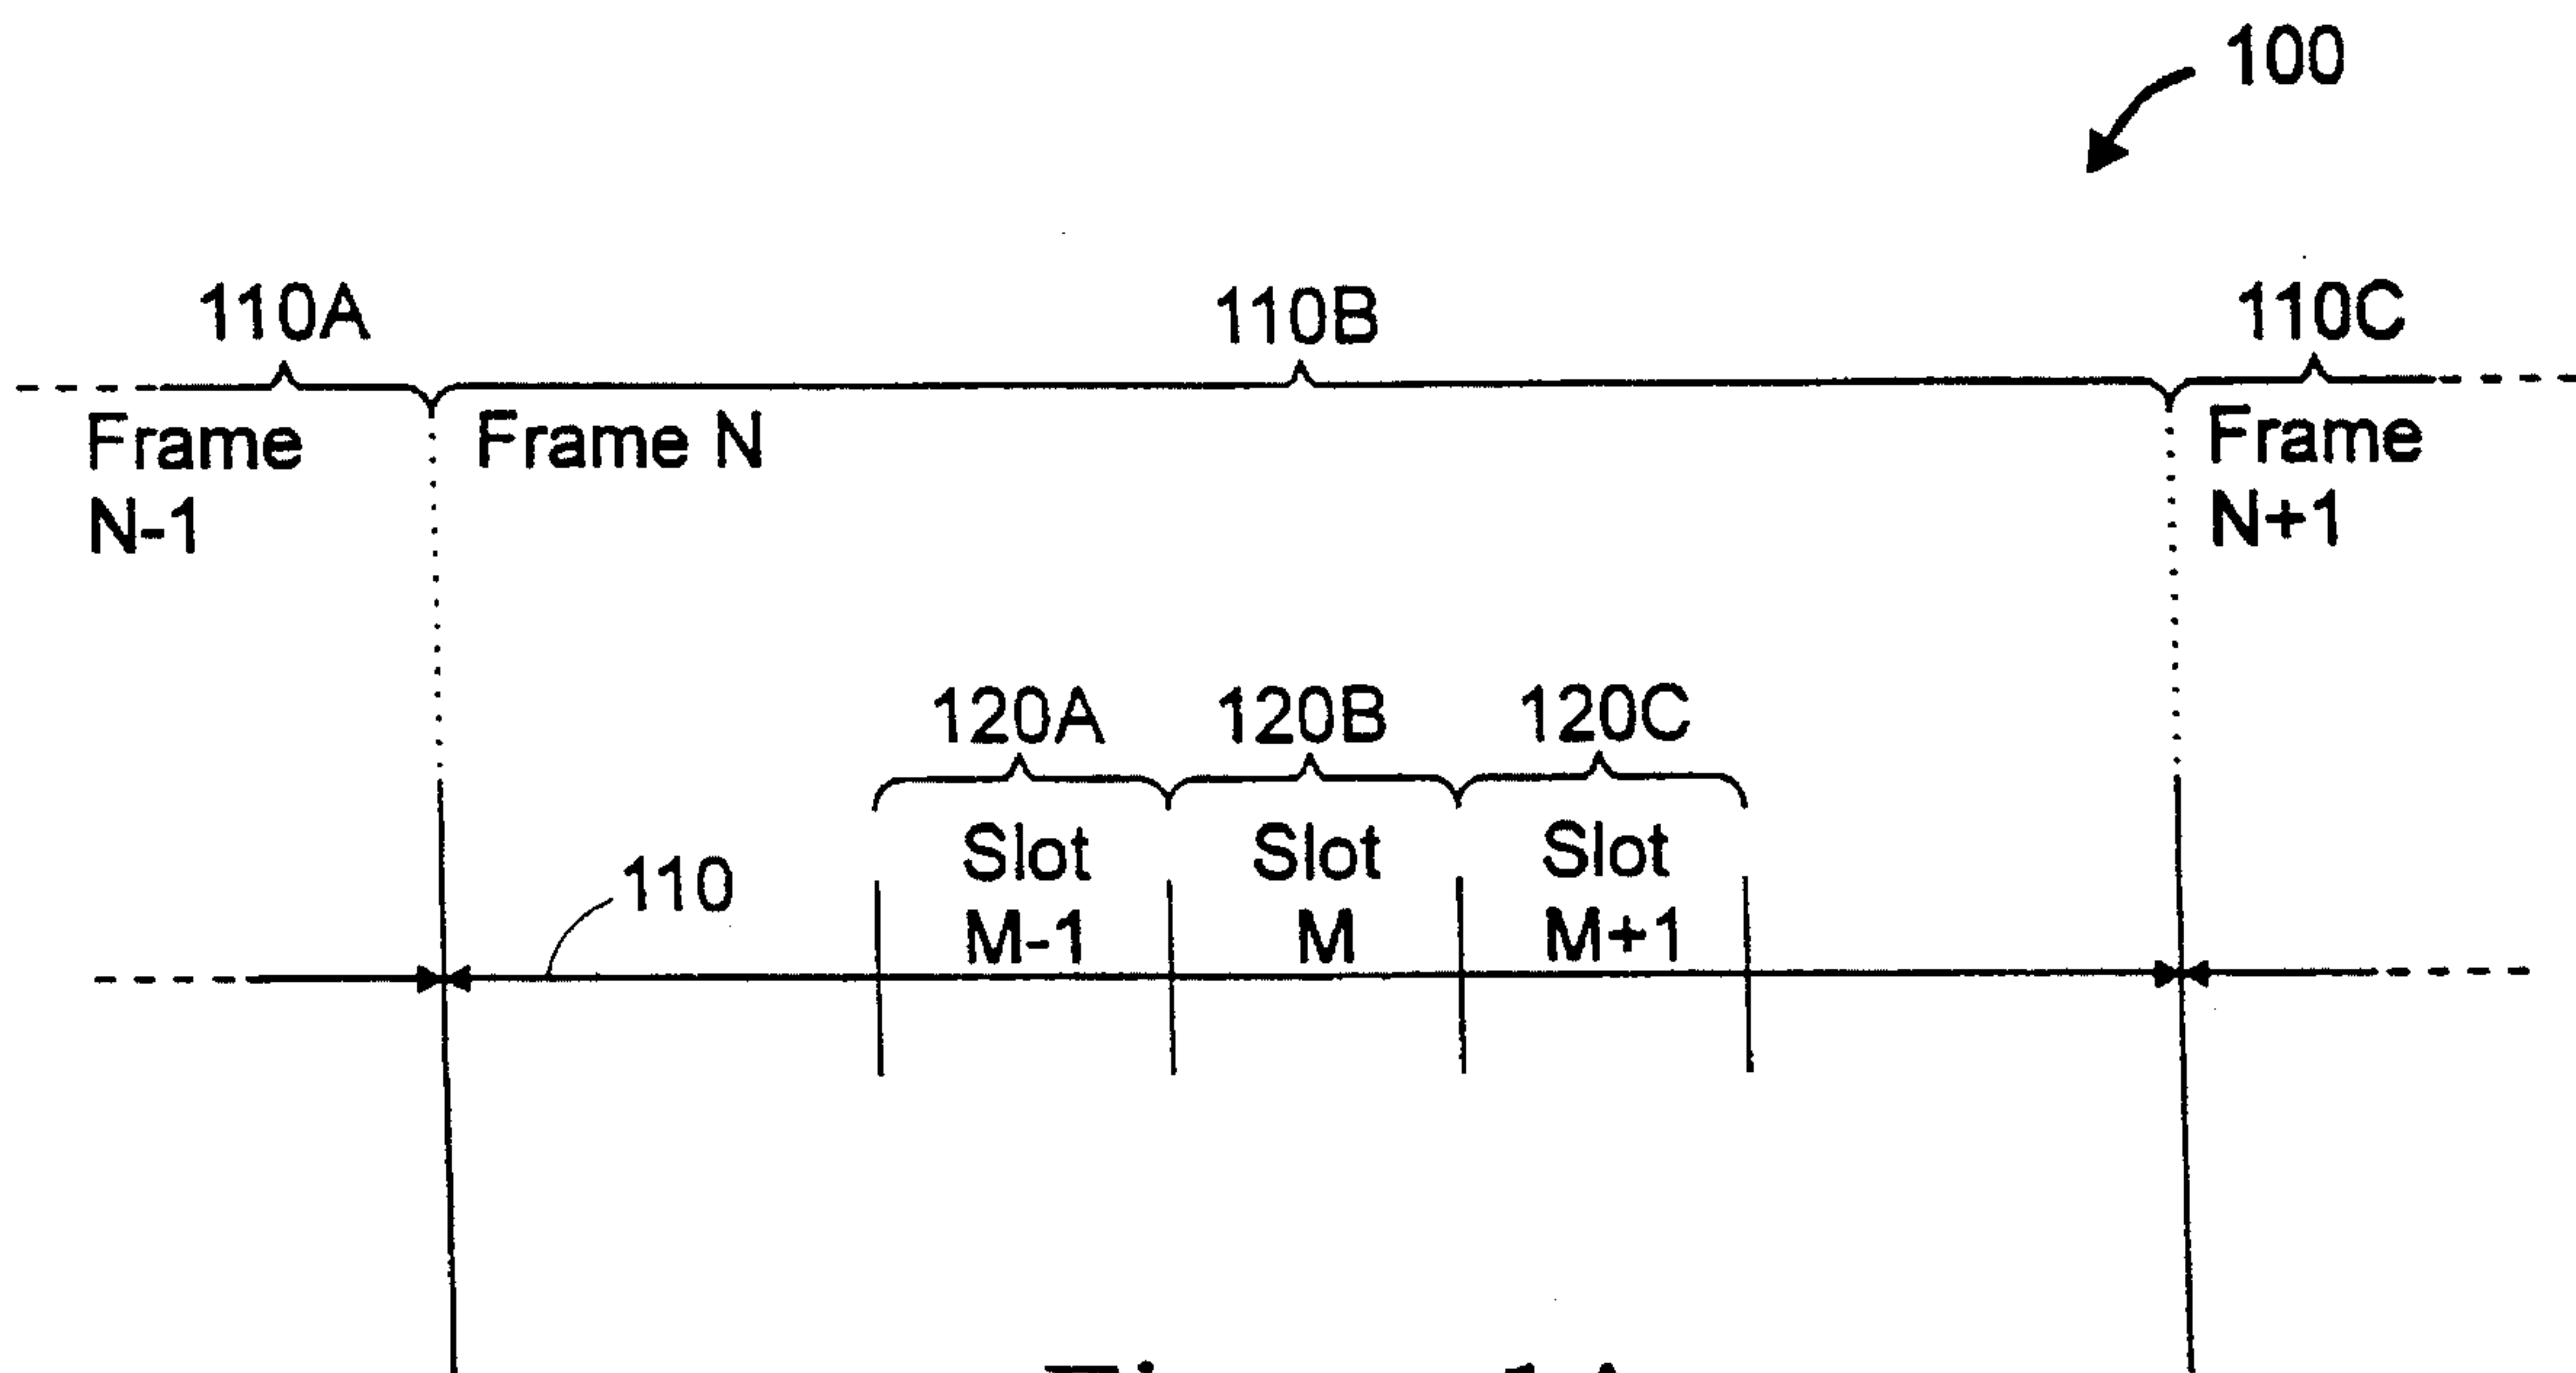 100
110A 110B 110C
Frame N-1
Frame N
Frame N+1
120A 120B 120C
Slot M-1
Slot M
Slot M+1
110